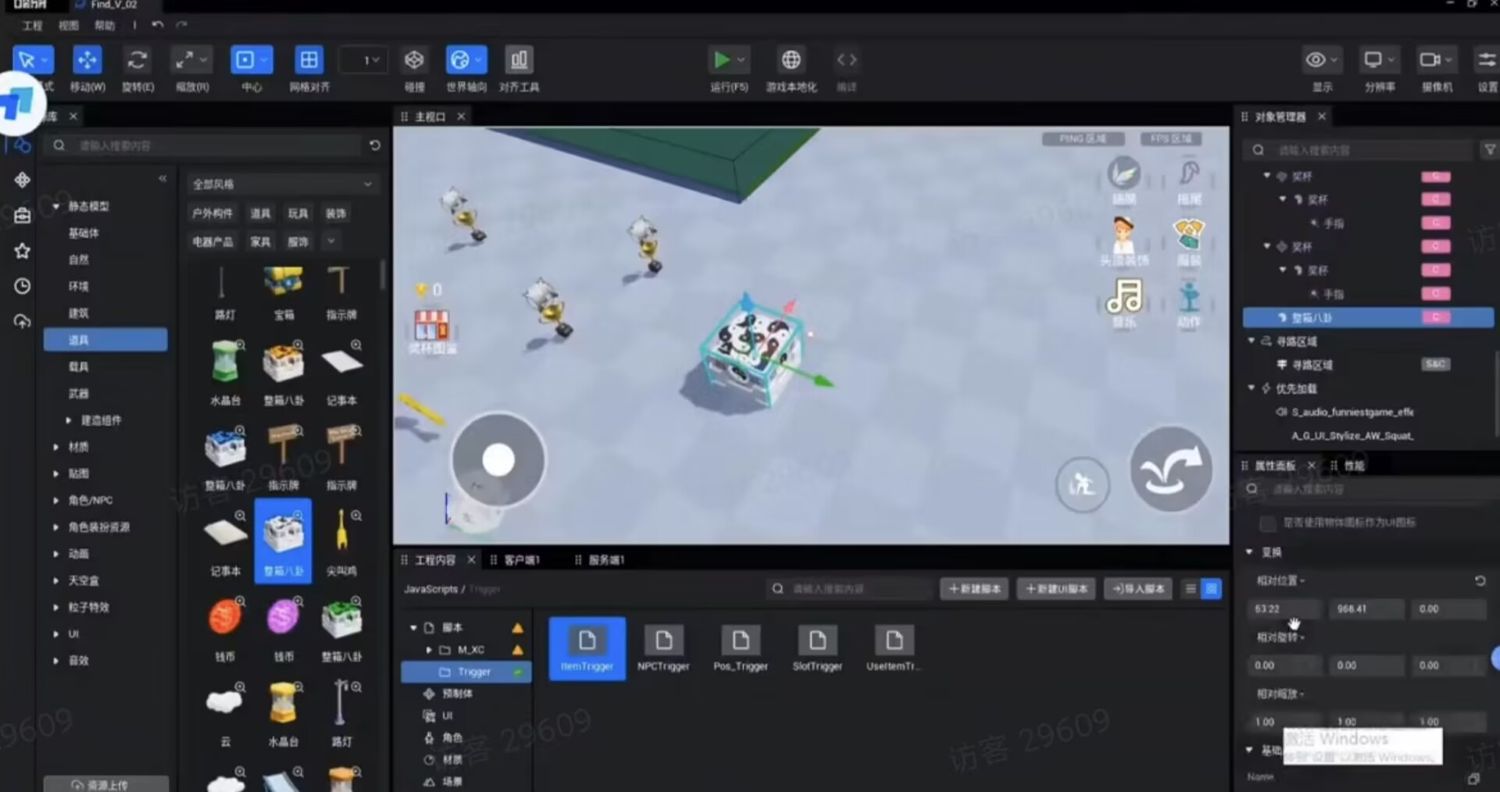 Find_V_02
工程 视图 帮助
移动(W) 旋转(E) 缩放(R) 中心 网格对齐 1 碰撞 世界轴向 对齐工具 运行(F5) 游戏本地化 编译 显示 分辨率 摄像机 设置
主视口
对象管理器
请输入搜索内容
请输入搜索内容
全部风格
户外构件 道具 玩具 装饰
电器产品 家具 服饰
静态模型
基础体
自然
环境
建筑
道具
载具
武器
建造组件
材质
贴图
角色/NPC
角色装扮资源
动画
天空盒
粒子特效
UI
音效
资源上传
路灯 宝箱 指示牌
水晶台 整箱八卦 记事本
整箱八卦 指示牌 指示牌
记事本 整箱八卦 尖叫鸡
钱币 钱币 整箱八卦
云 水晶台 路灯
PING 区域 FPS 区域
拖尾
头顶装饰 服装
音乐 动作
0
奖杯图鉴
奖杯 C
奖杯 C
手指 C
奖杯 C
奖杯 C
手指 C
整箱八卦 C
寻路区域
寻路区域 S&C
优先加载
S_audio_funniestgame_effe
A_G_UI_Stylize_AW_Squat_
属性面板 性能
请输入搜索内容
是否使用物体图标作为UI图标
变换
相对位置
63.22 966.41 0.00
相对旋转
0.00 0.00 0.00
相对缩放
1.00 1.00 1.00
激活 Windows
基础
Name
工程内容 客户端1 服务端1
JavaScripts / Trigger
请输入搜索内容
新建脚本 新建UI脚本 导入脚本
脚本
M_XC
Trigger
预制体
UI
角色
材质
场景
ItemTrigger NPCTrigger Pos_Trigger SlotTrigger UseItemTr...
访客 29609
访客 29609
访客 29609